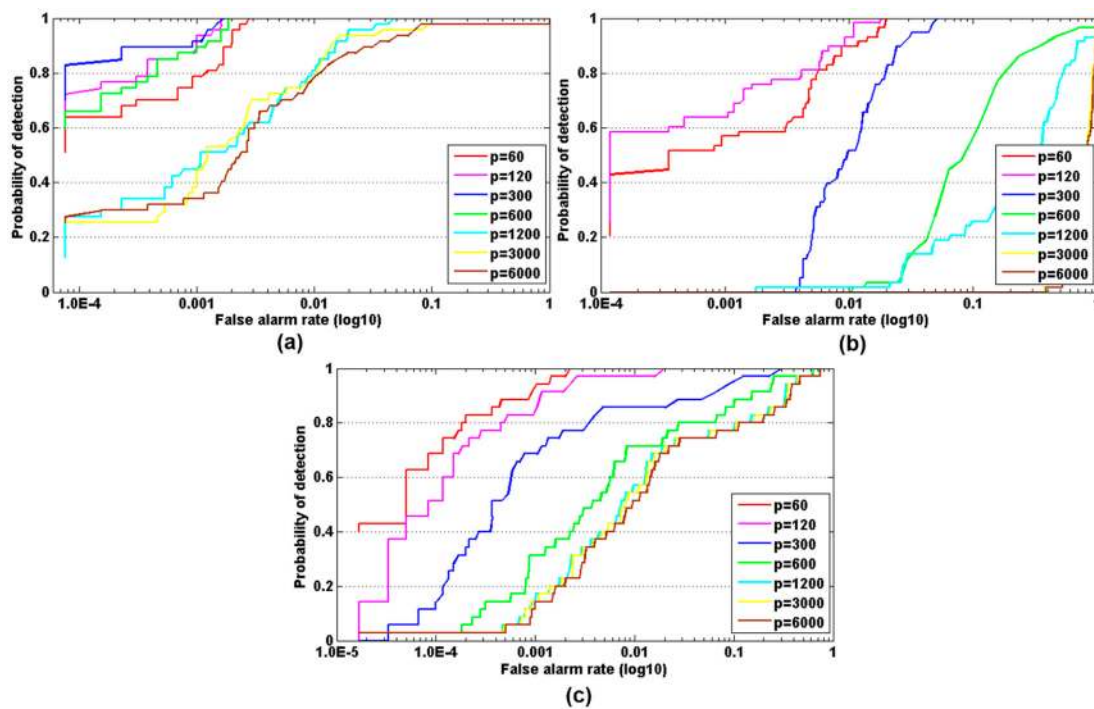 1
0.8
0.6
0.4
0.2
0
Probability of detection
1.0E-4 0.001 0.01 0.1 1
False alarm rate (log10)
p=60
p=120
p=300
p=600
p=1200
p=3000
p=6000
(a)
1
0.8
0.6
0.4
0.2
0
Probability of detection
1.0E-4 0.001 0.01 0.1
False alarm rate (log10)
p=60
p=120
p=300
p=600
p=1200
p=3000
p=6000
(b)
1
0.8
0.6
0.4
0.2
0
Probability of detection
1.0E-5 1.0E-4 0.001 0.01 0.1 1
False alarm rate (log10)
p=60
p=120
p=300
p=600
p=1200
p=3000
p=6000
(c)